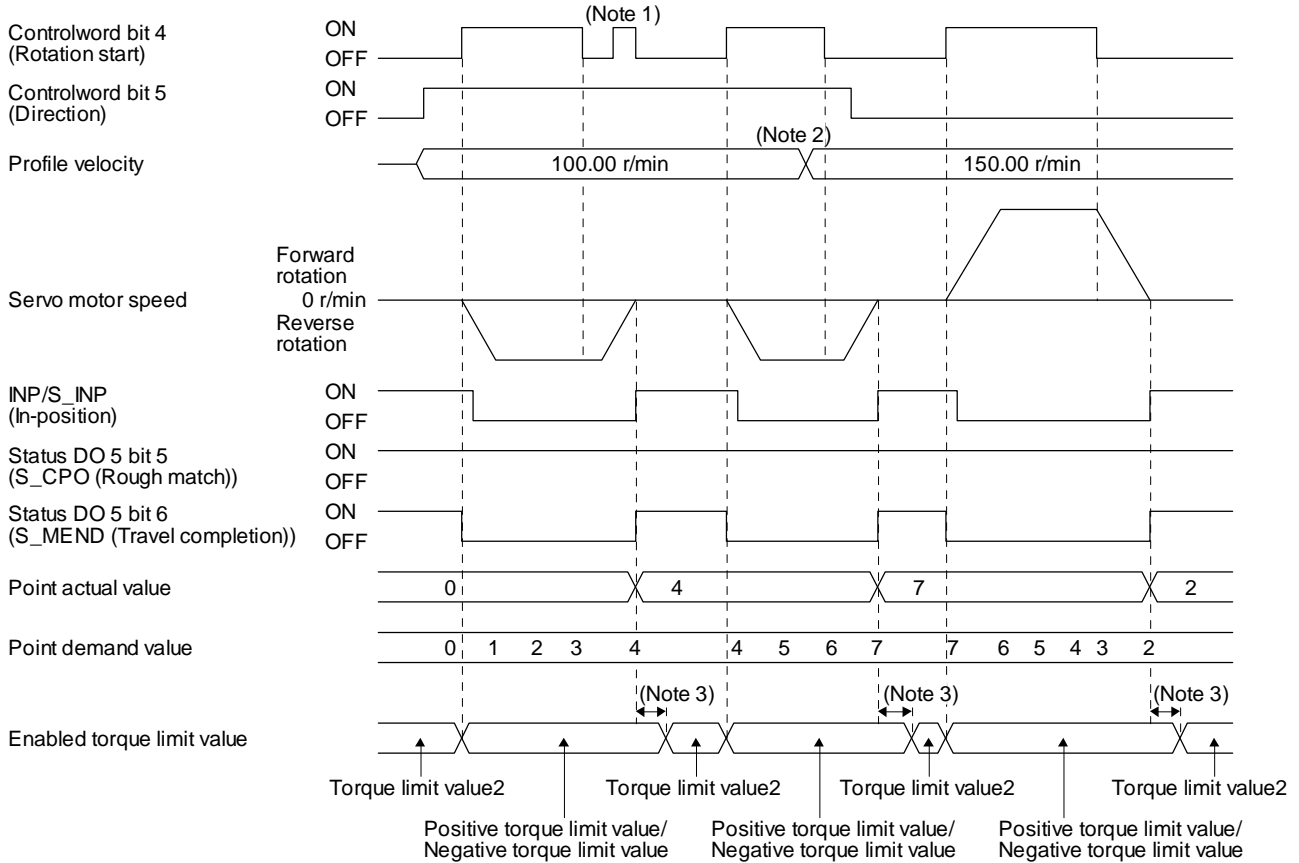 (Note 1)
Controlword bit 4
(Rotation start)
ON
OFF
Controlword bit 5
(Direction)
ON
OFF
(Note 2)
Profile velocity
100.00 r/min
150.00 r/min
Servo motor speed
Forward
rotation
0 r/min
Reverse
rotation
INP/S_INP
(In-position)
ON
OFF
Status DO 5 bit 5
(S_CPO (Rough match))
ON
OFF
Status DO 5 bit 6
(S_MEND (Travel completion))
ON
OFF
Point actual value
0 4 7 2
Point demand value
0 1 2 3 4 4 5 6 7 7 6 5 4 3 2
(Note 3) (Note 3) (Note 3)
Enabled torque limit value
Torque limit value2 Torque limit value2 Torque limit value2 Torque limit value2
Positive torque limit value/ Positive torque limit value/ Positive torque limit value/
Negative torque limit value Negative torque limit value Negative torque limit value